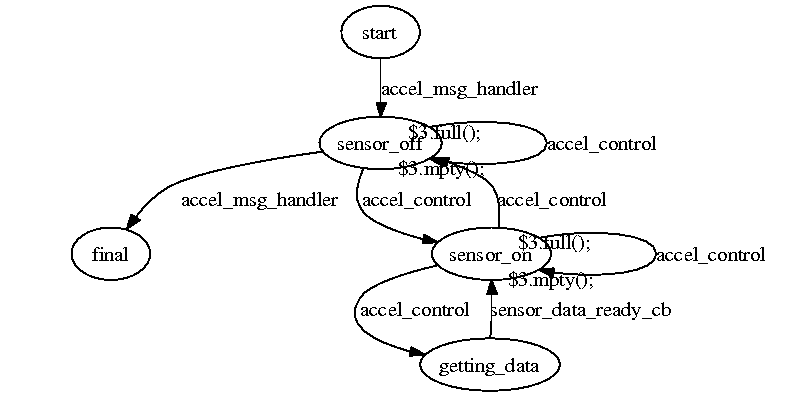 start
accel_msg_handler
$3.full();
sensor_off
accel_control
$3.mpty();
accel_msg_handler
accel_control
accel_control
$3.full();
final
sensor_on
accel_control
$3.mpty();
accel_control
sensor_data_ready_cb
getting_data